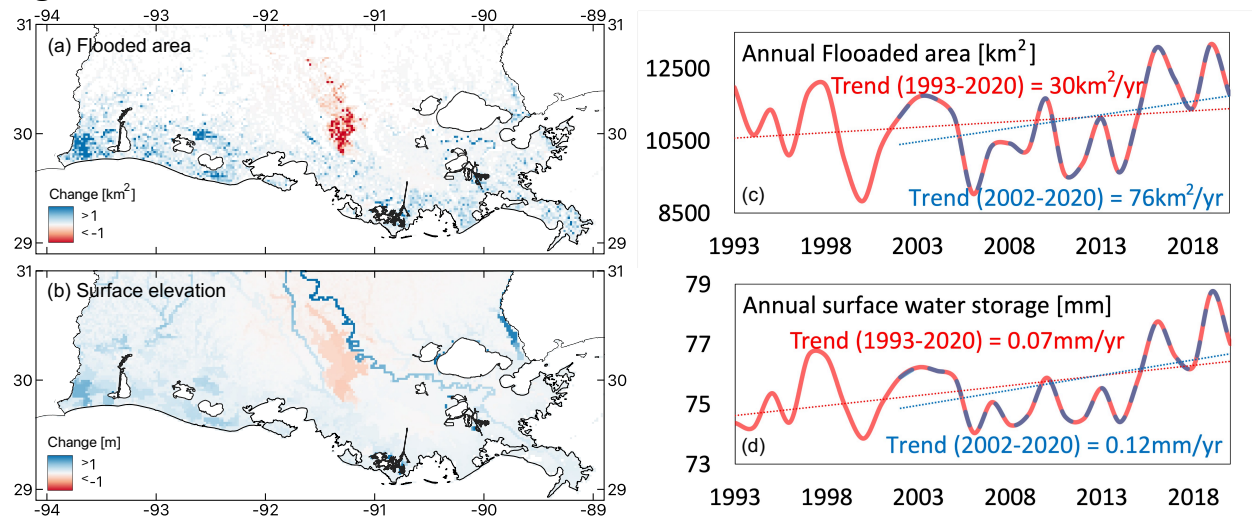 -94 -93 -92 -91 -90 -89
31 31
(a) Flooded area
30 30
Change [km²]
>1
<-1
29 29
31 31
(b) Surface elevation
30 30
Change [m]
>1
<-1
29 29
-94 -93 -92 -91 -90 -89
Annual Flooaded area [km²]
12500
Trend (1993-2020) = 30km²/yr
10500
(c) Trend (2002-2020) = 76km²/yr
8500
1993 1998 2003 2008 2013 2018
79
Annual surface water storage [mm]
77
Trend (1993-2020) = 0.07mm/yr
75
(d) Trend (2002-2020) = 0.12mm/yr
73
1993 1998 2003 2008 2013 2018